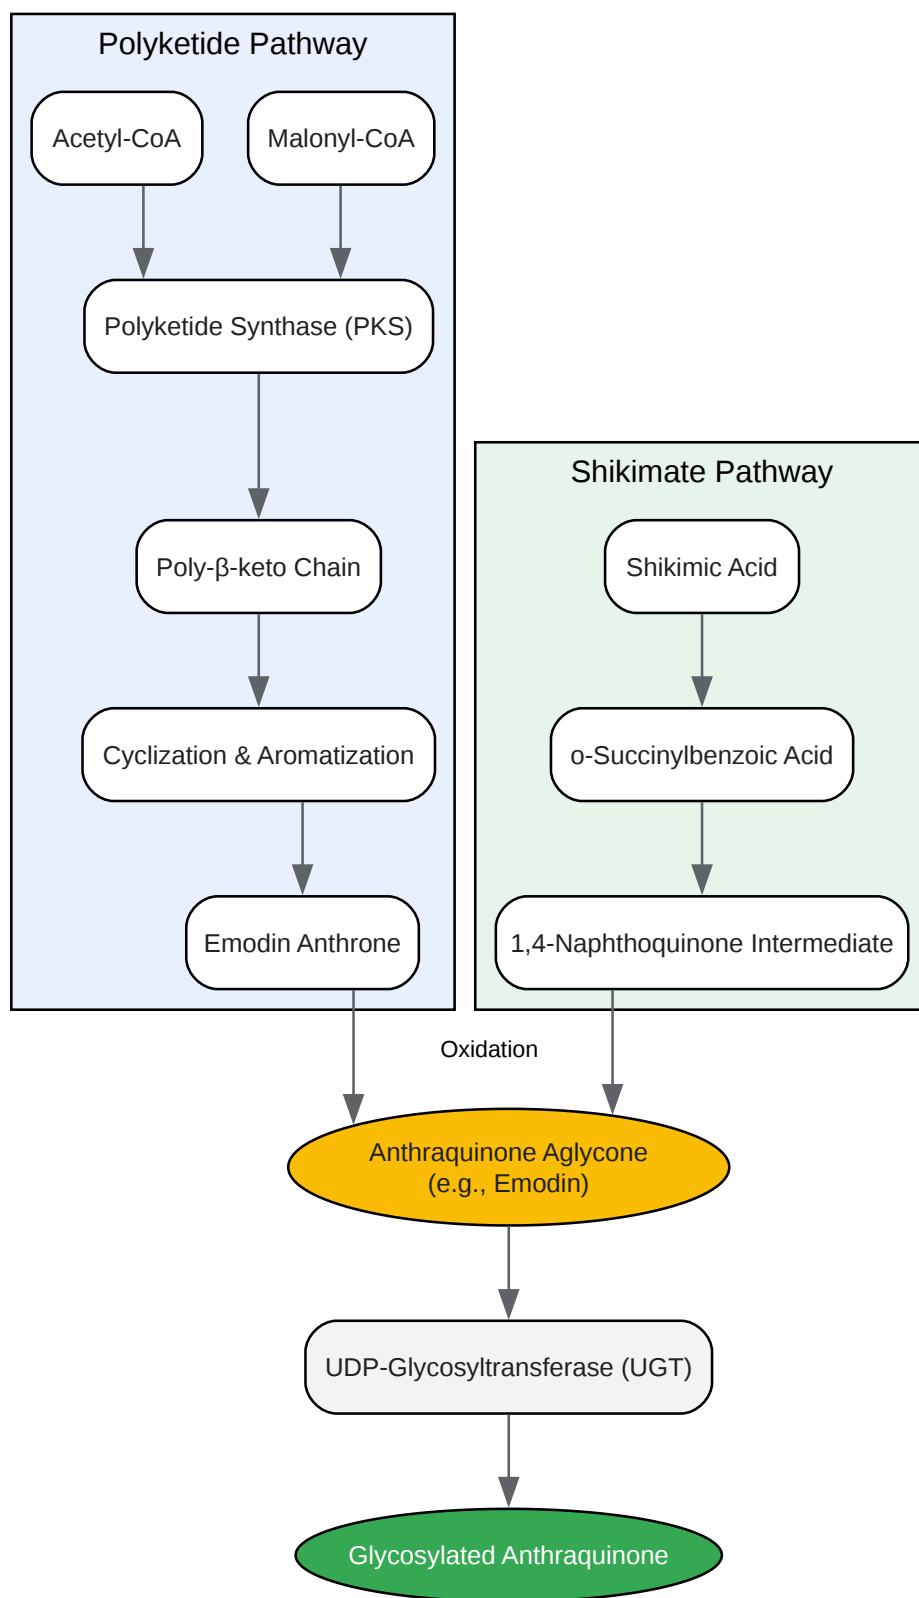 Polyketide Pathway
Acetyl-CoA
Malonyl-CoA
Polyketide Synthase (PKS)
Poly-β-keto Chain
Cyclization & Aromatization
Emodin Anthrone
Shikimate Pathway
Shikimic Acid
o-Succinylbenzoic Acid
1,4-Naphthoquinone Intermediate
Oxidation
Anthraquinone Aglycone
(e.g., Emodin)
UDP-Glycosyltransferase (UGT)
Glycosylated Anthraquinone